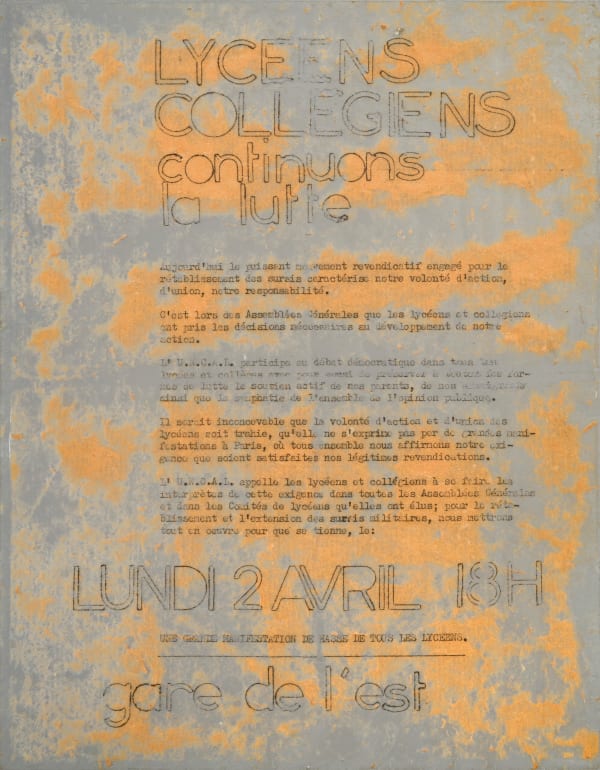 LYCEENS
COLLEGIENS
continuons
la lutte
Aujourd'hui le puissant mouvement revendicatif engagé pour le
rétablissement des sursis caractérise notre volonté d'action,
d'union, notre responsabilité.
C'est lors des Assemblées Générales que les lycéens et collégiens
ont pris les décisions nécessaires au développement de notre
action.
L' U.N.C.A.L. participe au débat démocratique dans tous les
lycées et collèges avec pour souci de préserver à toutes les for-
mes de lutte le soutien actif de nos parents, de nos enseignants
ainsi que la sympathie de l'ensemble de l'opinion publique.
Il serait inconcevable que la volonté d'action et d'union des
lycéens soit trahie, qu'elle ne s'exprime pas par de grandes mani-
festations à Paris, où tous ensemble nous affirmons notre exi-
gence que soient satisfaites nos légitimes revendications.
L' U.N.C.A.L. appelle les lycéens et collégiens à se faire les
interprètes de cette exigence dans toutes les Assemblées Générales
et dans les Comités de lycéens qu'elles ont élus; pour le réta-
blissement et l'extension des sursis militaires, nous mettrons
tout en oeuvre pour que se tienne, le:
LUNDI 2 AVRIL 18H
UNE GRANDE MANIFESTATION DE MASSE DE TOUS LES LYCEENS.
gare de l'est